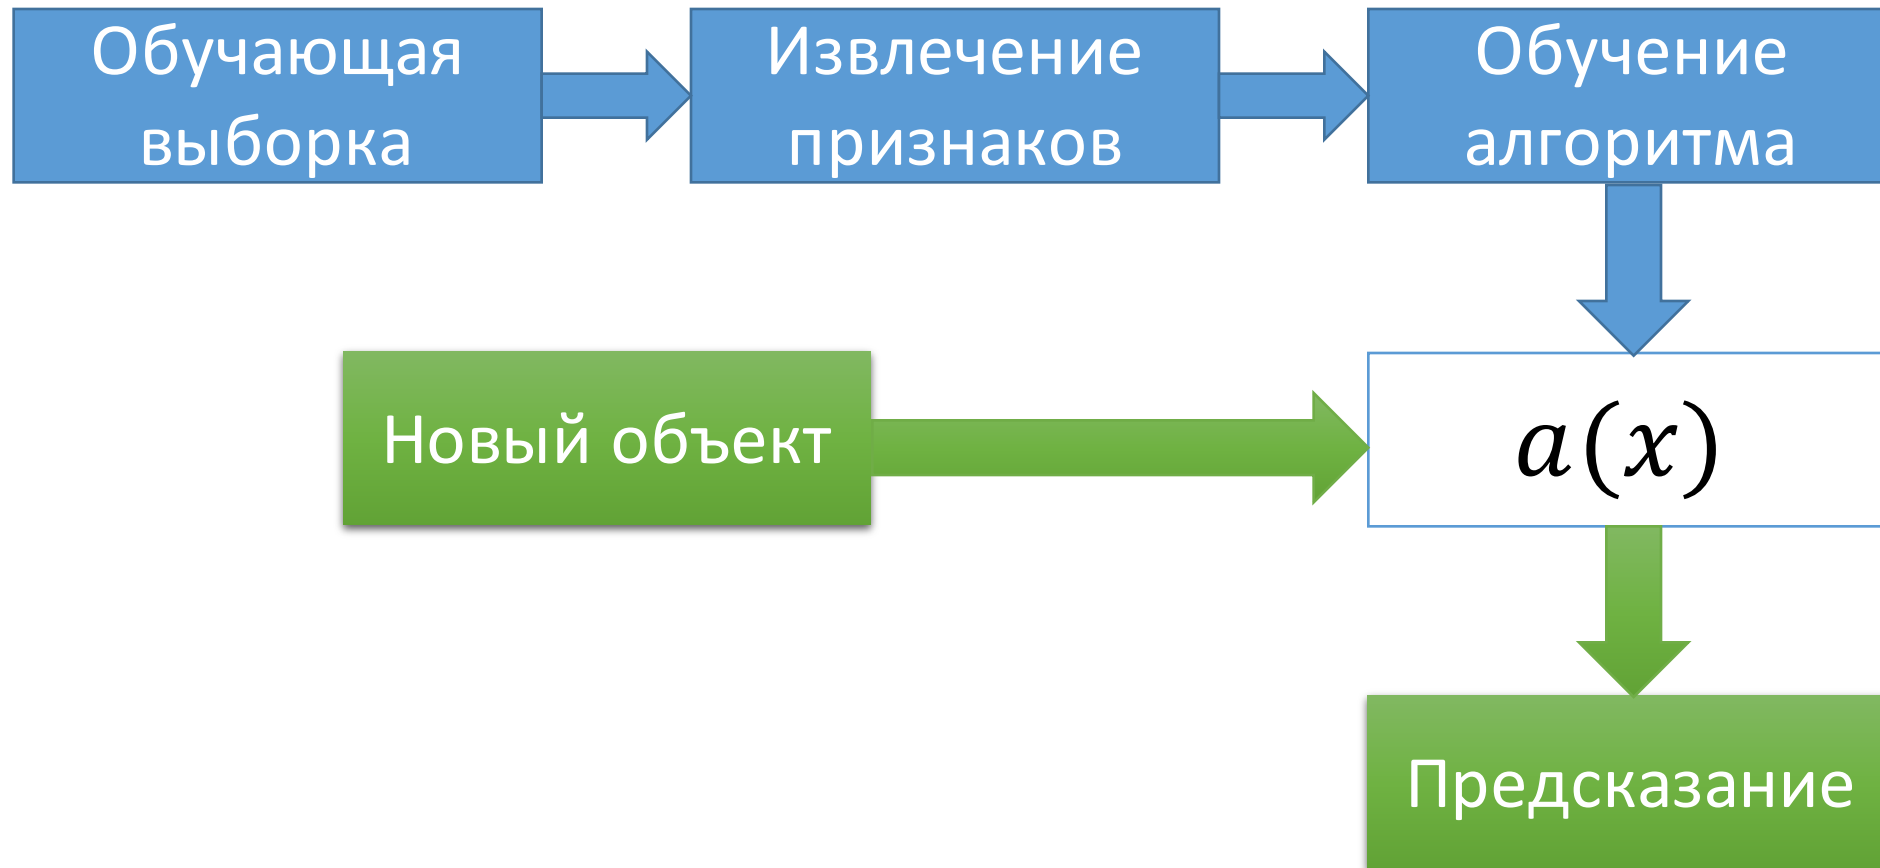 Обучающая
выборка
Извлечение
признаков
Обучение
алгоритма
Новый объект
a(x)
Предсказание